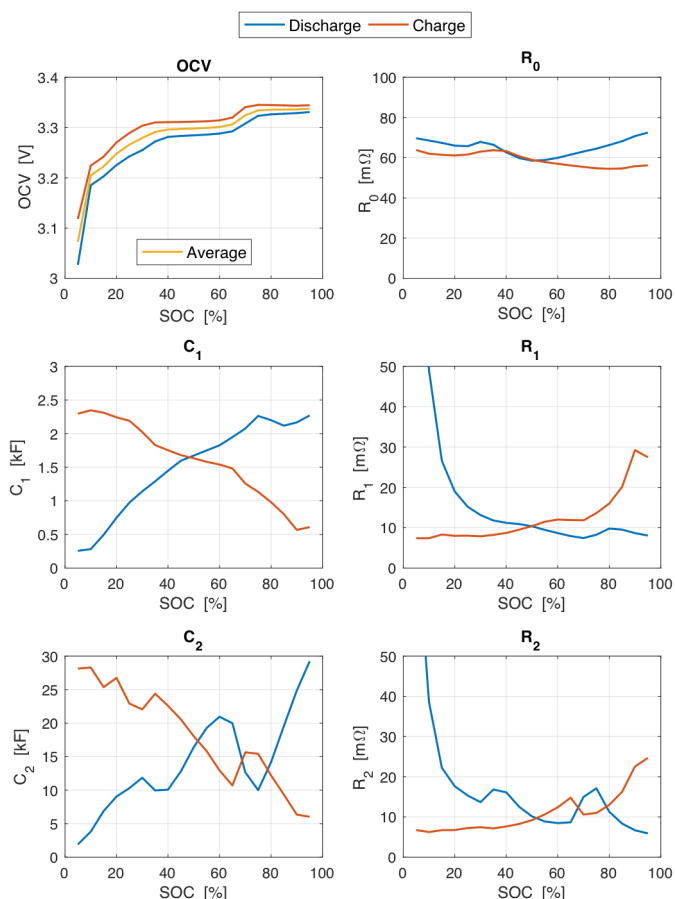 Discharge Charge
OCV R₀
3.4
3.3
3.2
3.1
3
OCV [V]
Average
0 20 40 60 80 100
SOC [%]
100
80
60
40
20
0
R₀ [mΩ]
0 20 40 60 80 100
SOC [%]
C₁ R₁
3
2.5
2
1.5
1
0.5
0
C₁ [kF]
0 20 40 60 80 100
SOC [%]
50
40
30
20
10
0
R₁ [mΩ]
0 20 40 60 80 100
SOC [%]
C₂ R₂
30
25
20
15
10
5
0
C₂ [kF]
0 20 40 60 80 100
SOC [%]
50
40
30
20
10
0
R₂ [mΩ]
0 20 40 60 80 100
SOC [%]